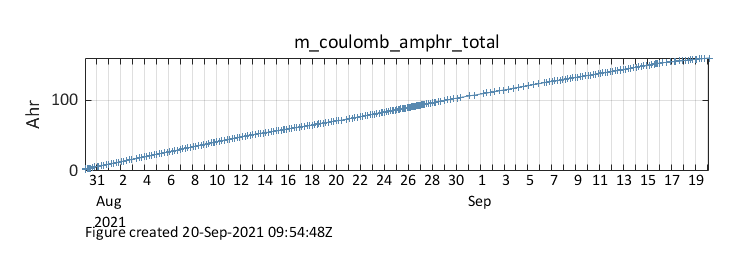 m_coulomb_amphr_total
Ahr
100
0
31 2 4 6 8 10 12 14 16 18 20 22 24 26 28 30 1 3 5 7 9 11 13 15 17 19
Aug Sep
2021
Figure created 20-Sep-2021 09:54:48Z